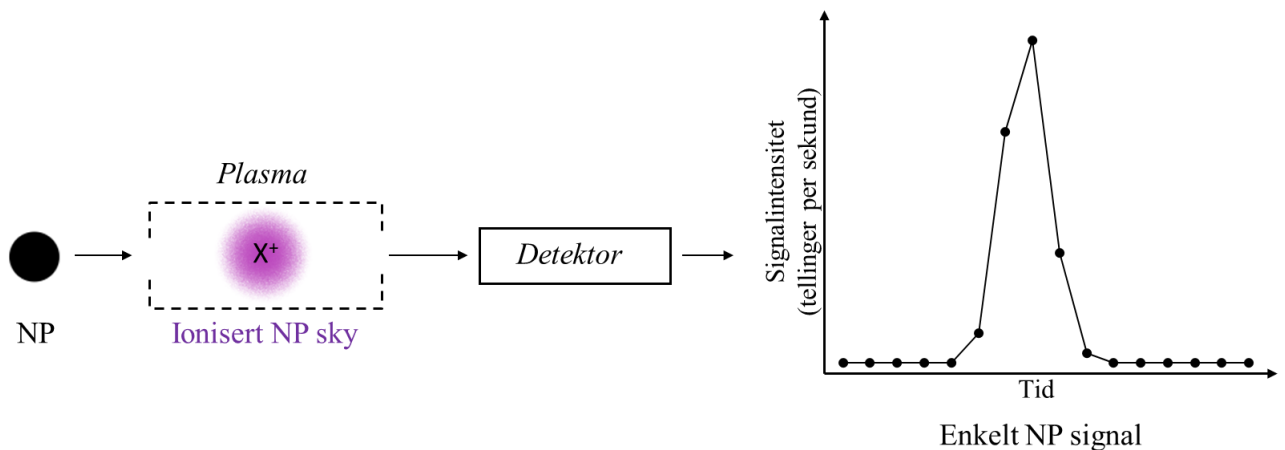 NP
Plasma
X⁺
Ionisert NP sky
Detektor
Signalintensitet
(tellinger per sekund)
Tid
Enkelt NP signal